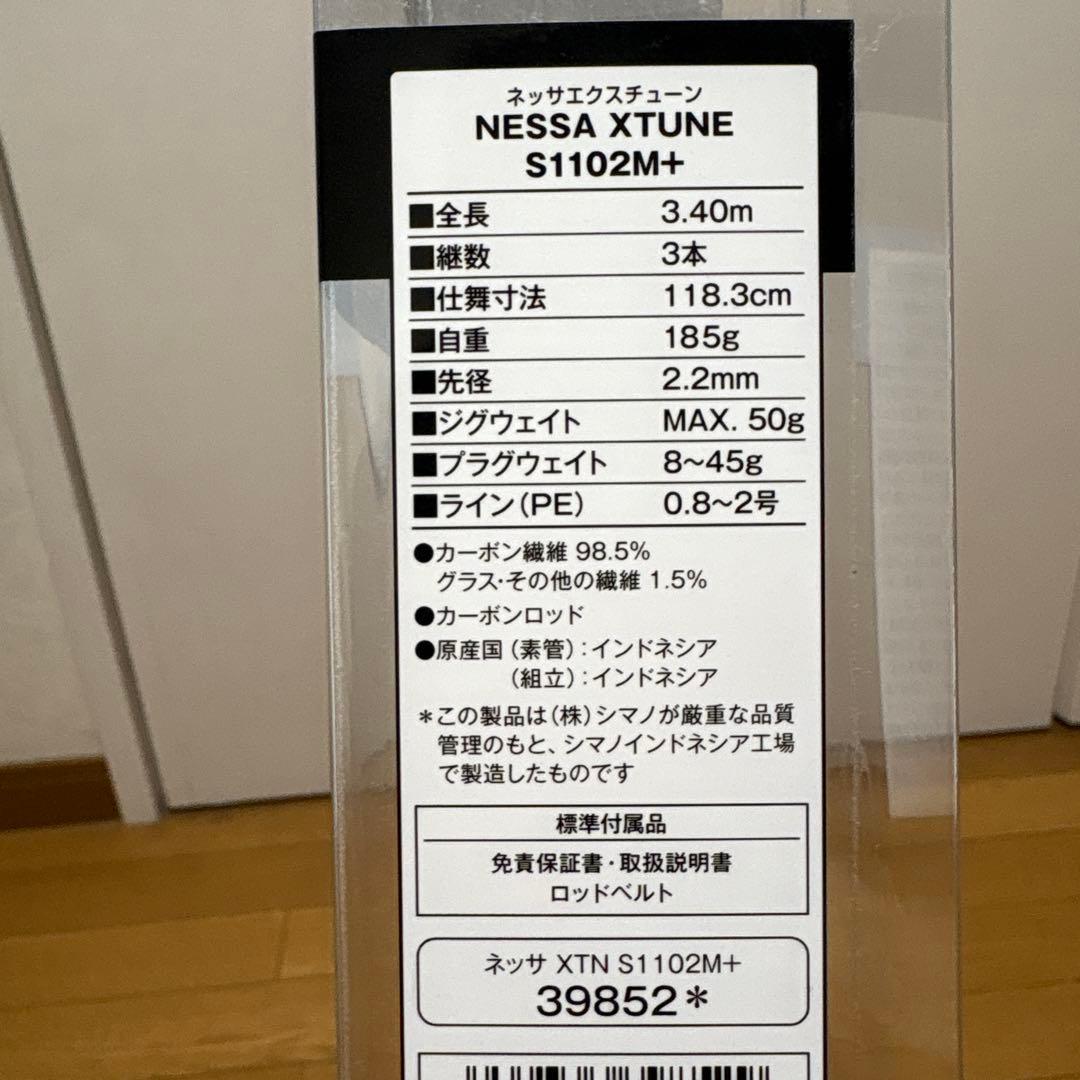 ネッサエクスチューン
NESSA XTUNE
S1102M+
■全長 3.40m
■継数 3本
■仕舞寸法 118.3cm
■自重 185g
■先径 2.2mm
■ジグウェイト MAX. 50g
■プラグウェイト 8~45g
■ライン(PE) 0.8~2号
●カーボン繊維 98.5%
グラス・その他の繊維 1.5%
●カーボンロッド
●原産国(素管):インドネシア
(組立):インドネシア
*この製品は(株)シマノが厳重な品質
管理のもと、シマノインドネシア工場
で製造したものです
標準付属品
免責保証書・取扱説明書
ロッドベルト
ネッサ XTN S1102M+
39852*